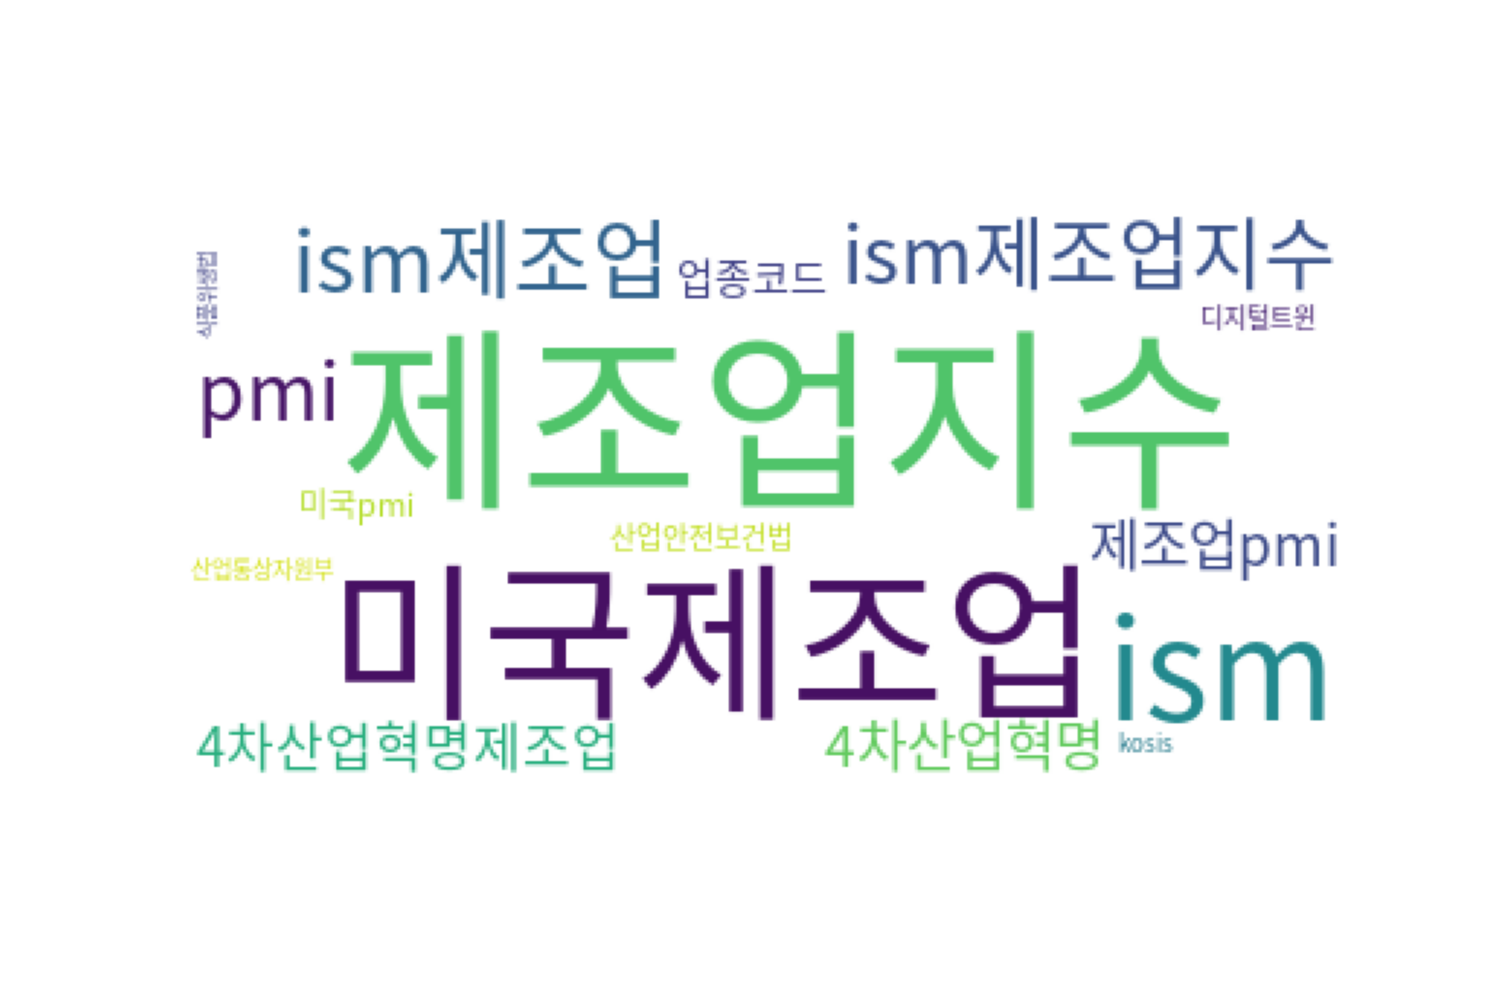 ism제조업
ism제조업지수
업종코드
식품위생법
디지털트윈
제조업지수
pmi
미국pmi
산업안전보건법
제조업pmi
산업통상자원부
미국제조업
ism
4차산업혁명제조업
4차산업혁명
kosis